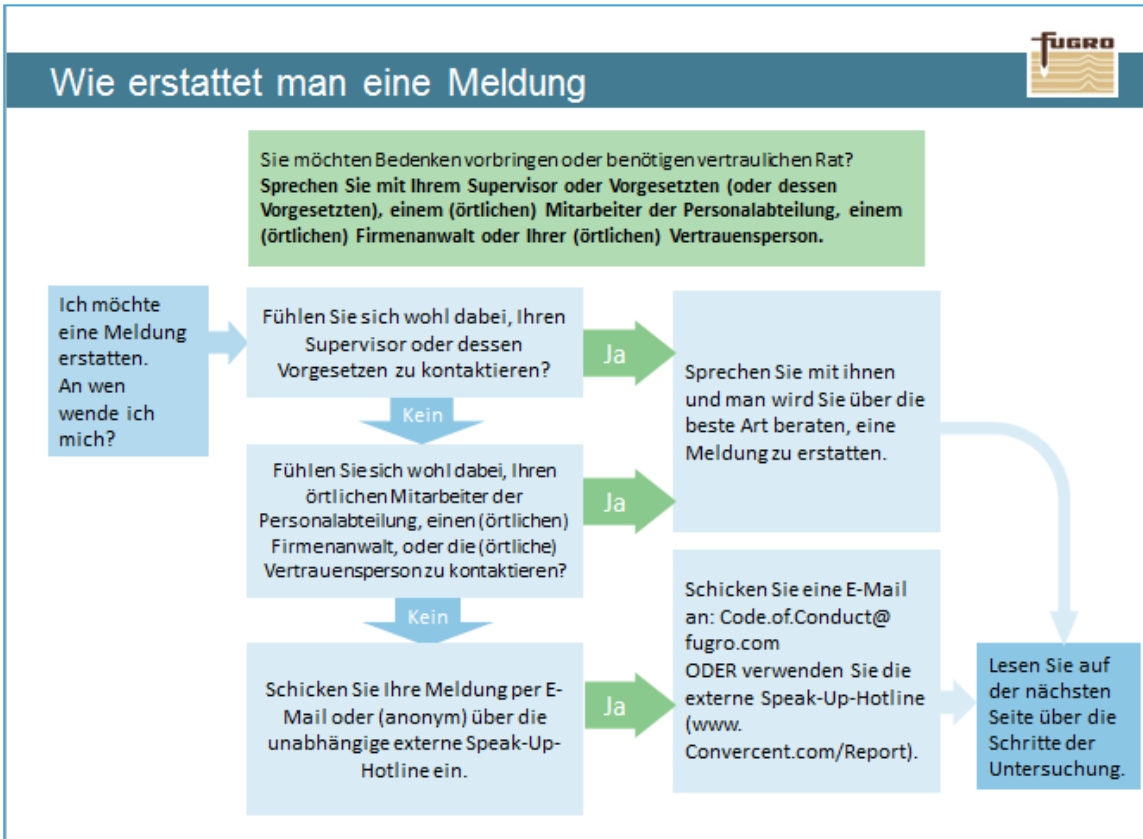 fUGRO
Wie erstattet man eine Meldung
Sie möchten Bedenken vorbringen oder benötigen vertraulichen Rat?
Sprechen Sie mit Ihrem Supervisor oder Vorgesetzten (oder dessen
Vorgesetzten), einem (örtlichen) Mitarbeiter der Personalabteilung, einem
(örtlichen) Firmenanwalt oder Ihrer (örtlichen) Vertrauensperson.
Ich möchte
eine Meldung
erstatten.
An wen
wende ich
mich?
Fühlen Sie sich wohl dabei, Ihren
Supervisor oder dessen
Vorgesetzen zu kontaktieren?
Ja
Kein
Sprechen Sie mit ihnen
und man wird Sie über die
beste Art beraten, eine
Meldung zu erstatten.
Fühlen Sie sich wohl dabei, Ihren
örtlichen Mitarbeiter der
Personalabteilung, einen (örtlichen)
Firmenanwalt, oder die (örtliche)
Vertrauensperson zu kontaktieren?
Ja
Kein
Schicken Sie Ihre Meldung per E-
Mail oder (anonym) über die
unabhängige externe Speak-Up-
Hotline ein.
Ja
Schicken Sie eine E-Mail
an: Code.of.Conduct@
fugro.com
ODER verwenden Sie die
externe Speak-Up-Hotline
(www.
Convercent.com/Report).
Lesen Sie auf
der nächsten
Seite über die
Schritte der
Untersuchung.